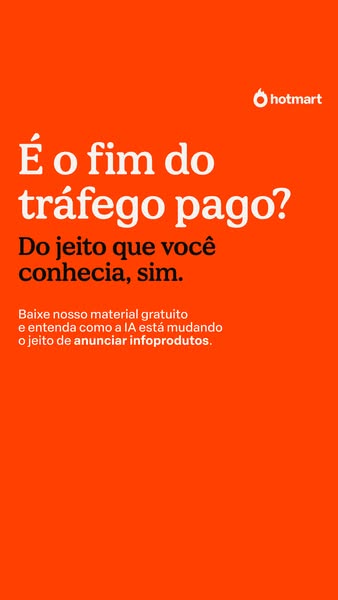 hotmart
É o fim do
tráfego pago?
Do jeito que você
conhecia, sim.
Baixe nosso material gratuito
e entenda como a IA está mudando
o jeito de anunciar infoprodutos.